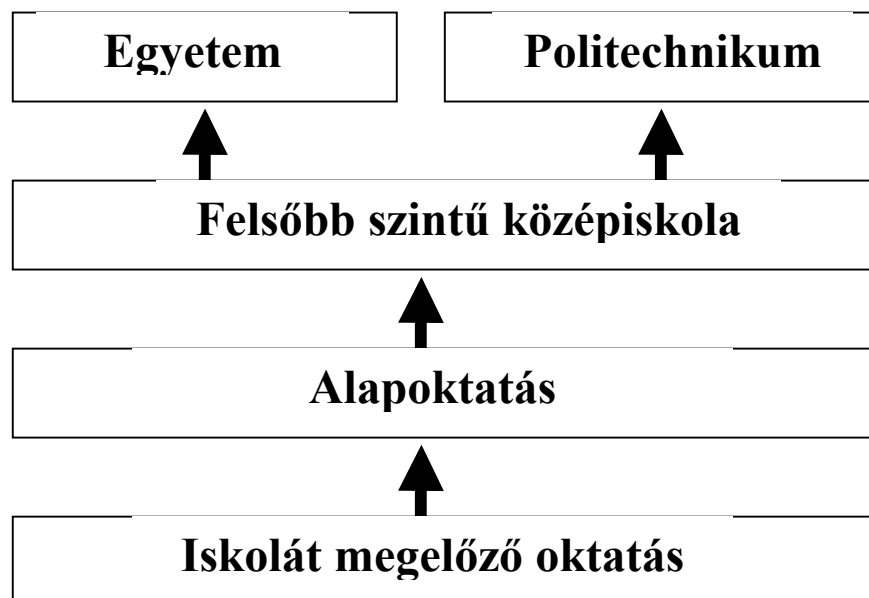 Egyetem
Politechnikum
Felsőbb szintű középiskola
Alapoktatás
Iskolát megelőző oktatás